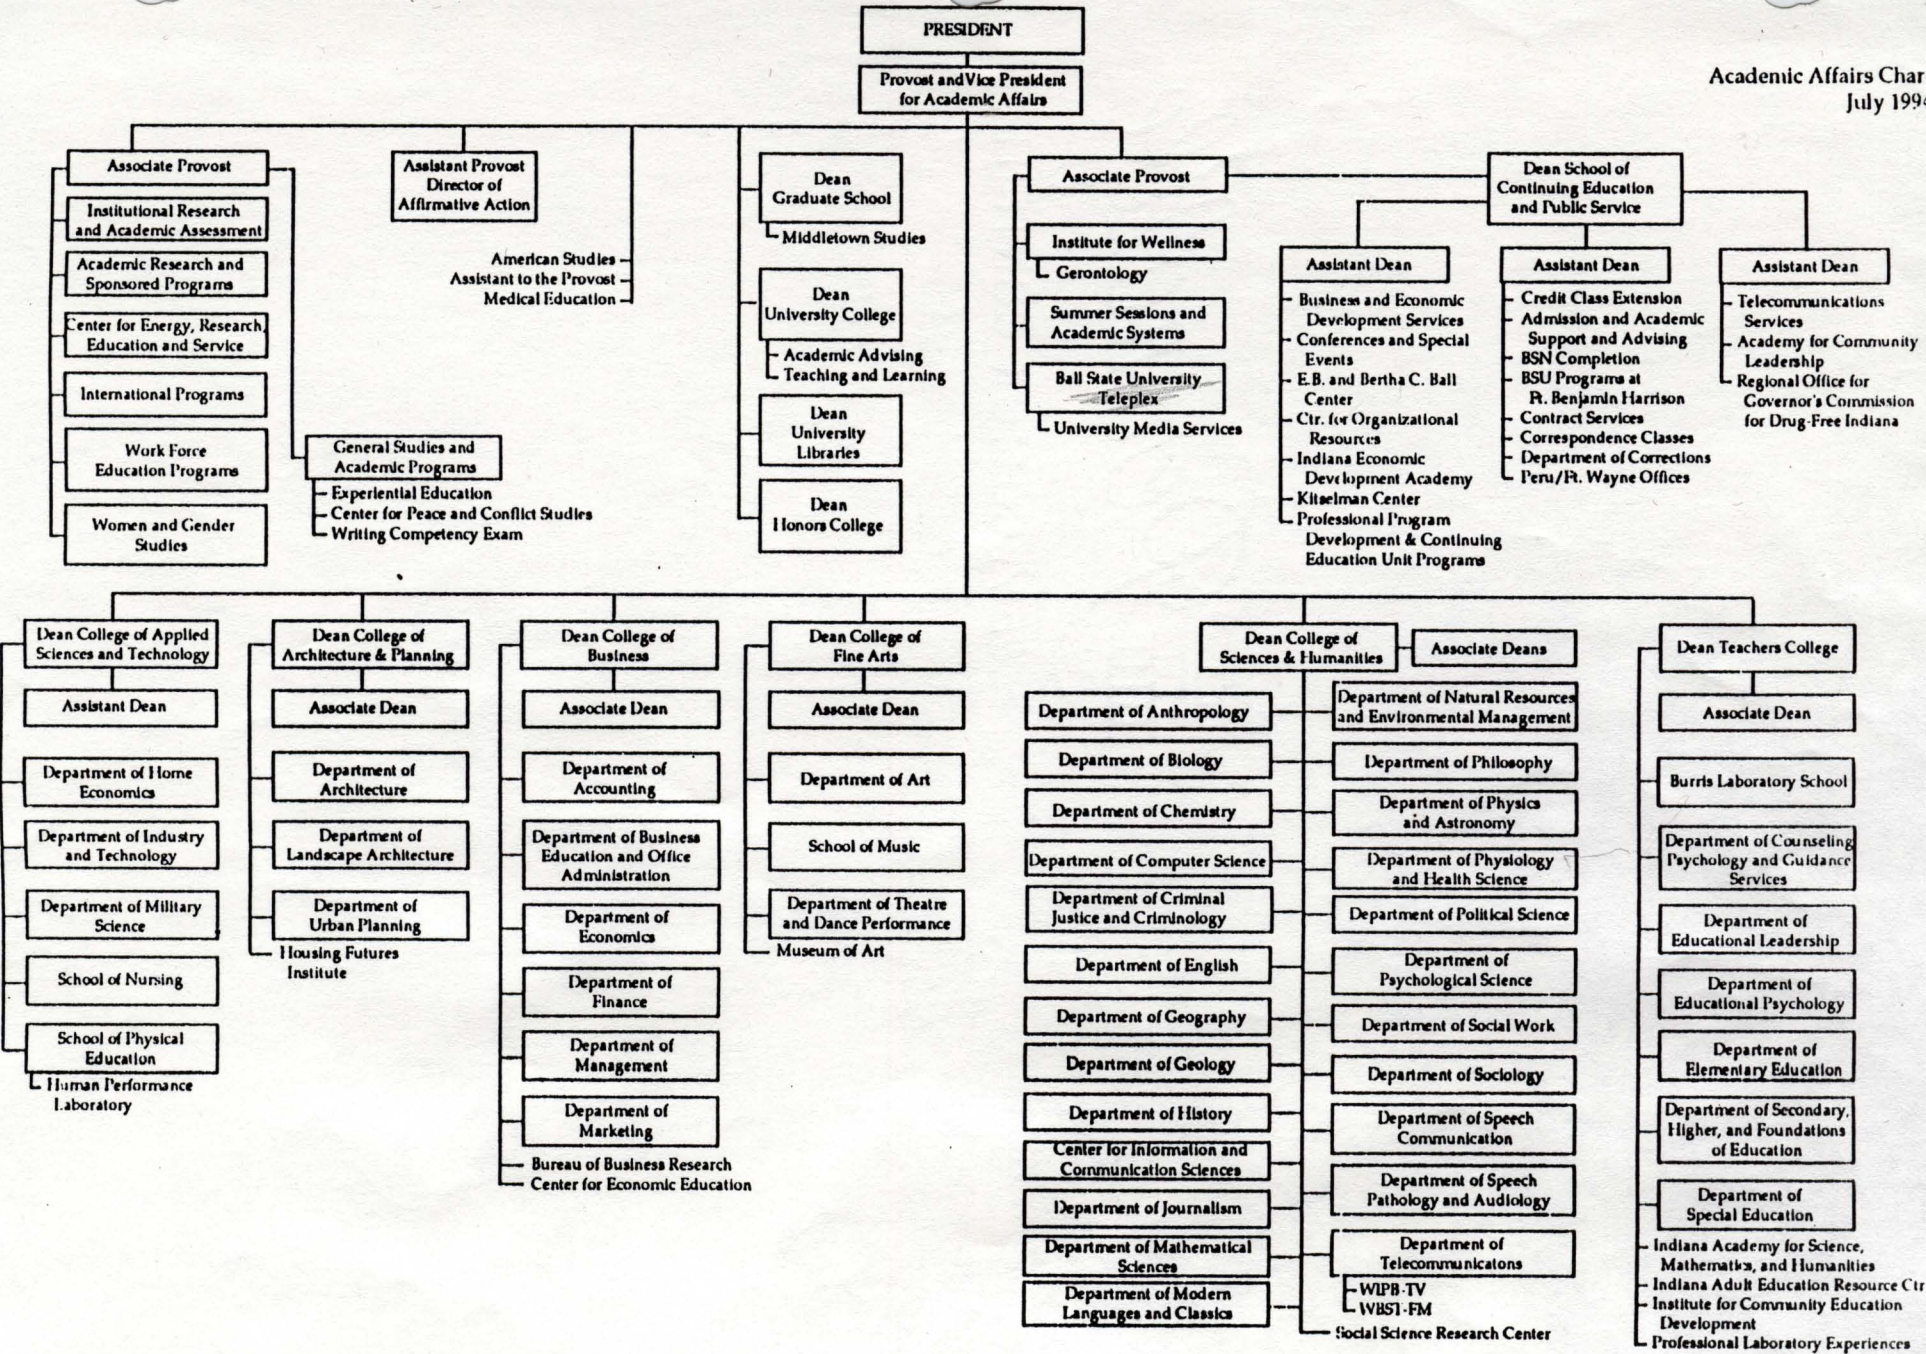 PRESIDENT
Provost and Vice President
for Academic Affairs
Academic Affairs Char
July 199
Associate Provost
Institutional Research
and Academic Assessment
Academic Research and
Sponsored Programs
Center for Energy, Research,
Education and Service
International Programs
Work Force
Education Programs
Women and Gender
Studies
General Studies and
Academic Programs
Experiential Education
Center for Peace and Conflict Studies
Writing Competency Exam
Assistant Provost
Director of
Affirmative Action
American Studies
Assistant to the Provost
Medical Education
Dean
Graduate School
Middletown Studies
Dean
University College
Academic Advising
Teaching and Learning
Dean
University
Libraries
Dean
Honors College
Associate Provost
Institute for Wellness
Gerontology
Summer Sessions and
Academic Systems
Ball State University
Teleplex
University Media Services
Dean School of
Continuing Education
and Public Service
Assistant Dean
Business and Economic
Development Services
Conferences and Special
Events
E.B. and Bertha C. Ball
Center
Ctr. for Organizational
Resources
Indiana Economic
Development Academy
Kitselman Center
Professional Program
Development & Continuing
Education Unit Programs
Assistant Dean
Credit Class Extension
Admission and Academic
Support and Advising
BSN Completion
BSU Programs at
Ft. Benjamin Harrison
Contract Services
Correspondence Classes
Department of Corrections
Peru/Ft. Wayne Offices
Assistant Dean
Telecommunications
Services
Academy for Community
Leadership
Regional Office for
Governor's Commission
for Drug-Free Indiana
Dean College of Applied
Sciences and Technology
Assistant Dean
Department of Home
Economics
Department of Industry
and Technology
Department of Military
Science
School of Nursing
School of Physical
Education
Human Performance
Laboratory
Dean College of
Architecture & Planning
Associate Dean
Department of
Architecture
Department of
Landscape Architecture
Department of
Urban Planning
Housing Futures
Institute
Dean College of
Business
Associate Dean
Department of
Accounting
Department of Business
Education and Office
Administration
Department of
Economics
Department of
Finance
Department of
Management
Department of
Marketing
Bureau of Business Research
Center for Economic Education
Dean College of
Fine Arts
Associate Dean
Department of Art
School of Music
Department of Theatre
and Dance Performance
Museum of Art
Dean College of
Sciences & Humanities
Associate Deans
Department of Anthropology
Department of Biology
Department of Chemistry
Department of Computer Science
Department of Criminal
Justice and Criminology
Department of English
Department of Geography
Department of Geology
Department of History
Center for Information and
Communication Sciences
Department of Journalism
Department of Mathematical
Sciences
Department of Modern
Languages and Classics
Department of Natural Resources
and Environmental Management
Department of Philosophy
Department of Physics
and Astronomy
Department of Physiology
and Health Science
Department of Political Science
Department of
Psychological Science
Department of Social Work
Department of Sociology
Department of Speech
Communication
Department of Speech
Pathology and Audiology
Department of
Telecommunicatons
WIPB-TV
WBST-FM
Social Science Research Center
Dean Teachers College
Associate Dean
Burris Laboratory School
Department of Counseling
Psychology and Guidance
Services
Department of
Educational Leadership
Department of
Educational Psychology
Department of
Elementary Education
Department of Secondary,
Higher, and Foundations
of Education
Department of
Special Education
Indiana Academy for Science,
Mathematics, and Humanities
Indiana Adult Education Resource Ctr
Institute for Community Education
Development
Professional Laboratory Experiences